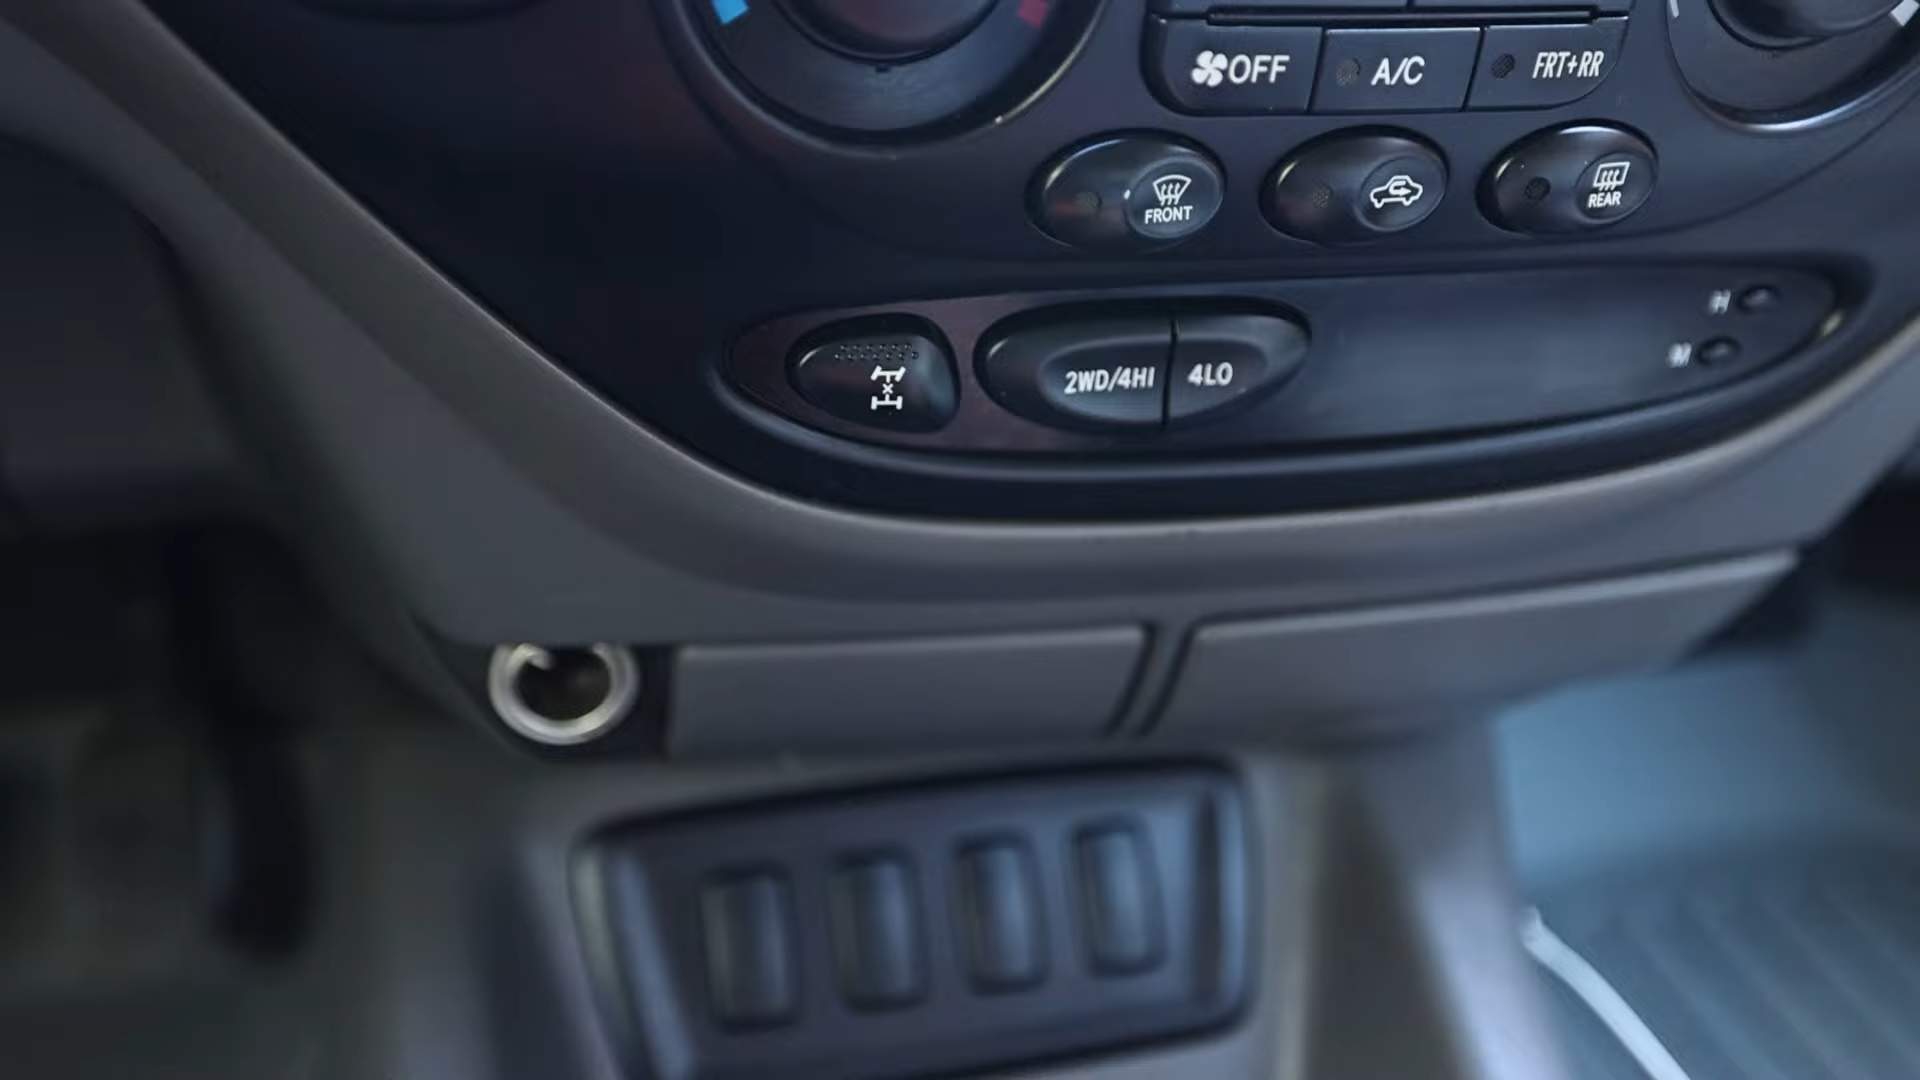 OFF A/C FRT+RR
FRONT
REAR
2WD/4HI 4LO
H
M